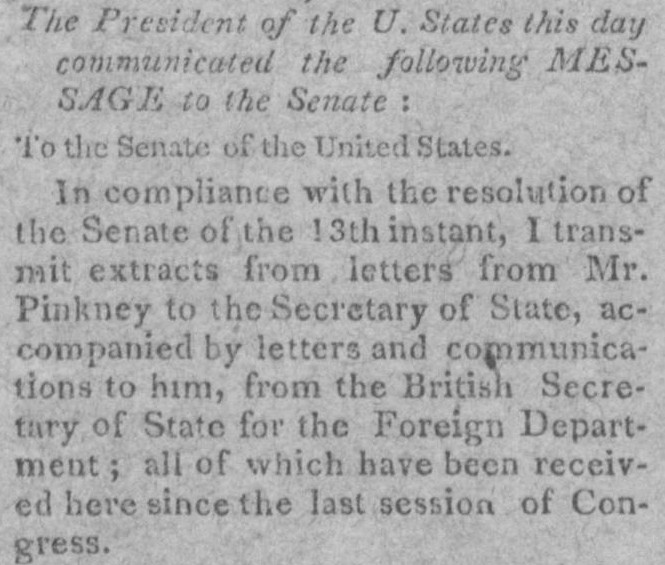 The President of the U. States this day
communicated the following MES-
SAGE to the Senate :
To the Senate of the United States.
In compliance with the resolution of
the Senate of the 13th instant, I trans-
mit extracts from letters from Mr.
Pinkney to the Secretary of State, ac-
companied by letters and communica-
tions to him, from the British Secre-
tary of State for the Foreign Depart-
ment ; all of which have been receiv-
ed here since the last session of Con-
gress.